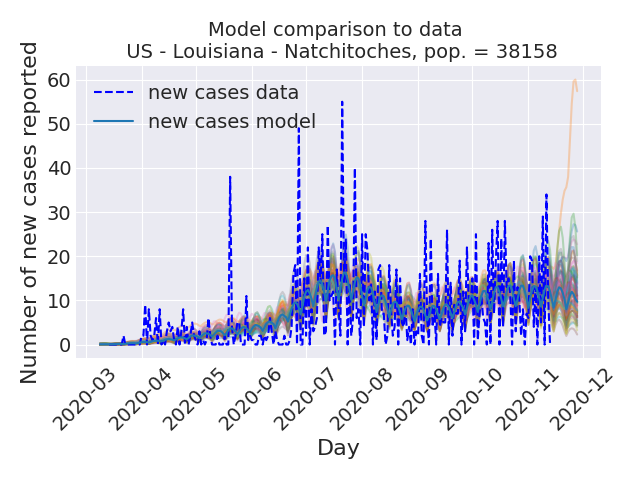 Model comparison to data
US - Louisiana - Natchitoches, pop. = 38158
Number of new cases reported
60
50
40
30
20
10
0
new cases data
new cases model
2020-03
2020-04
2020-05
2020-06
2020-07
2020-08
2020-09
2020-10
2020-11
2020-12
Day